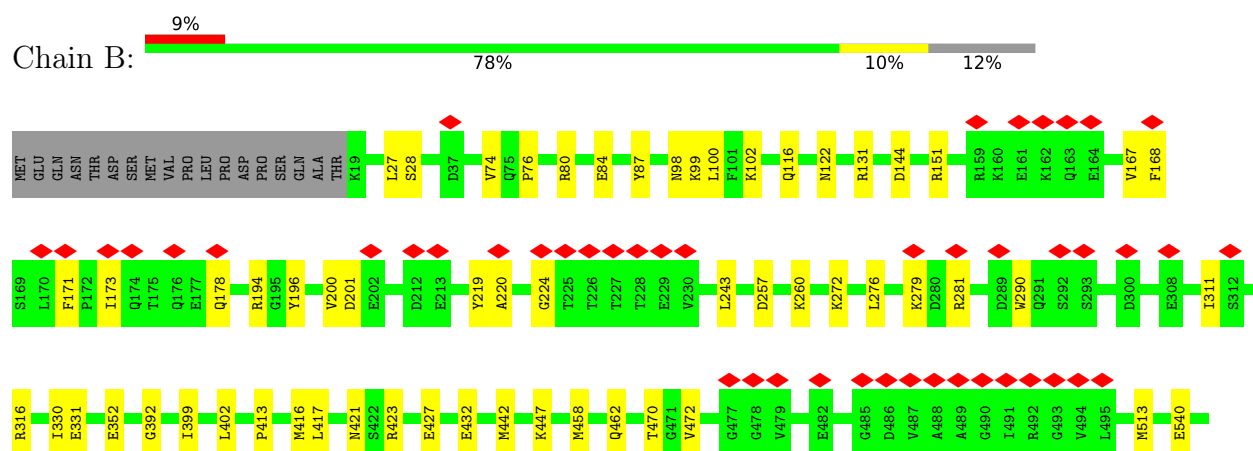 9%
Chain B:
78% 10% 12%
MET GLU GLN ASN THR ASP SER MET VAL PRO LEU PRO ASP PRO SER GLN ALA THR K19 L27 S28 D37 V74 Q75 P76 R80 E84 Y87 N98 K99 L100 F101 K102 Q116 N122 R131 D144 R151 R159 K160 E161 K162 Q163 E164 V167 F168
S169 L170 F171 P172 I173 Q174 T175 Q176 E177 Q178 R194 G195 Y196 V200 D201 E202 D212 E213 Y219 A220 G224 T225 T226 T227 T228 E229 V230 L243 D257 K260 K272 L276 K279 D280 R281 D289 W290 Q291 S292 S293 D300 E308 I311 S312
R316 I330 E331 E352 G392 I399 L402 P413 M416 L417 N421 S422 R423 E427 E432 M442 K447 M458 Q462 T470 G471 V472 G477 G478 V479 E482 G485 D486 V487 A488 A489 G490 I491 R492 G493 V494 L495 M513 E540